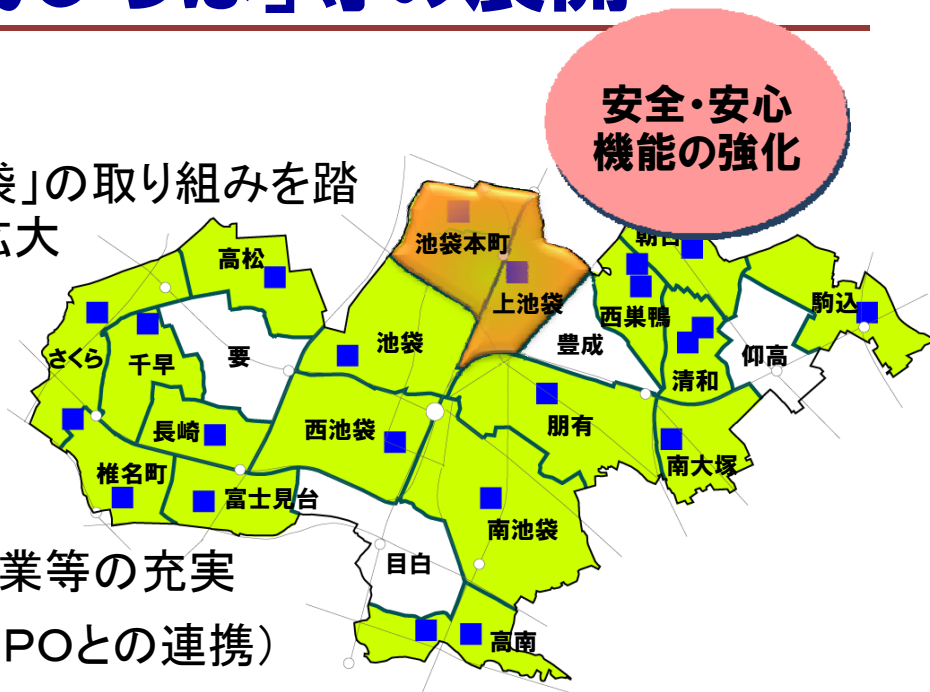 安全・安心
機能の強化
」の取り組みを踏
大
高松
池袋本町
朝日
上池袋
駒込
さくら
千早
要
池袋
豊成
西巣鴨
仰高
清和
長崎
西池袋
朋有
南大塚
椎名町
富士見台
南池袋
目白
業等の充実
POとの連携）
高南